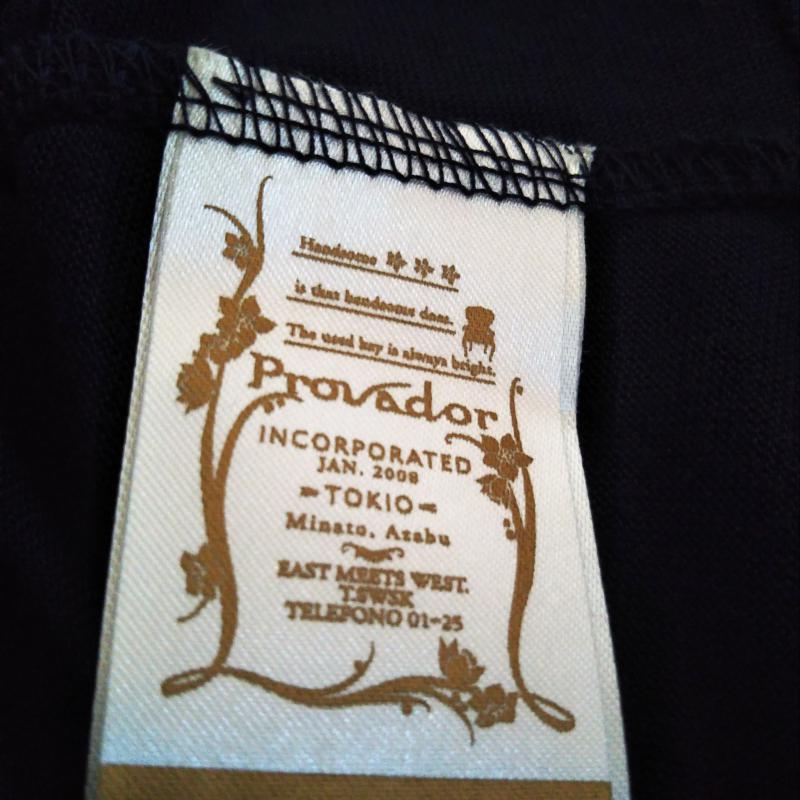 Handsome
is that handsome does.
The used key is always bright.
Provador
INCORPORATED
JAN. 2008
TOKIO
Minato, Azabu
EAST MEETS WEST.
T.SWSK
TELEFONO 01-25